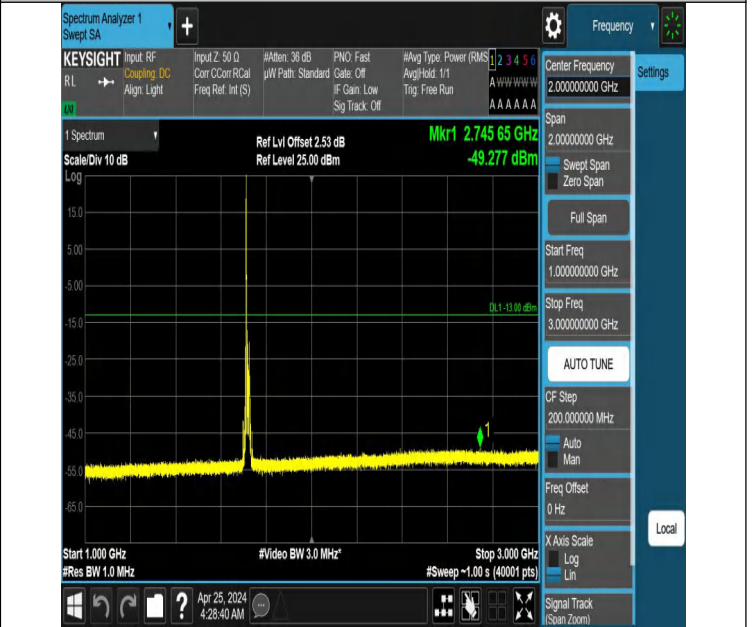 Spectrum Analyzer 1
Swept SA
+
Frequency
KEYSIGHT
RL
Input: RF
Coupling: DC
Align: Light
Input Z: 50 Ω
Corr CCorr RCal
Freq Ref: Int (S)
#Atten: 36 dB
µW Path: Standard
PNO: Fast
Gate: Off
IF Gain: Low
Sig Track: Off
#Avg Type: Power (RMS
Avg|Hold: 1/1
Trig: Free Run
1 2 3 4 5 6
A W W W W W
A A A A A A
1 Spectrum
Scale/Div 10 dB
Log
Ref Lvl Offset 2.53 dB
Ref Level 25.00 dBm
Mkr1 2.745 65 GHz
-49.277 dBm
15.0
5.00
-5.00
DL1 -13.00 dBm
-15.0
-25.0
-35.0
-45.0
1
-55.0
-65.0
Start 1.000 GHz
#Res BW 1.0 MHz
#Video BW 3.0 MHz*
Stop 3.000 GHz
#Sweep ~1.00 s (40001 pts)
Center Frequency
2.000000000 GHz
Settings
Span
2.00000000 GHz
Swept Span
Zero Span
Full Span
Start Freq
1.000000000 GHz
Stop Freq
3.000000000 GHz
AUTO TUNE
CF Step
200.000000 MHz
Auto
Man
Freq Offset
0 Hz
X Axis Scale
Log
Lin
Local
Signal Track
(Span Zoom)
?
Apr 25, 2024
4:28:40 AM